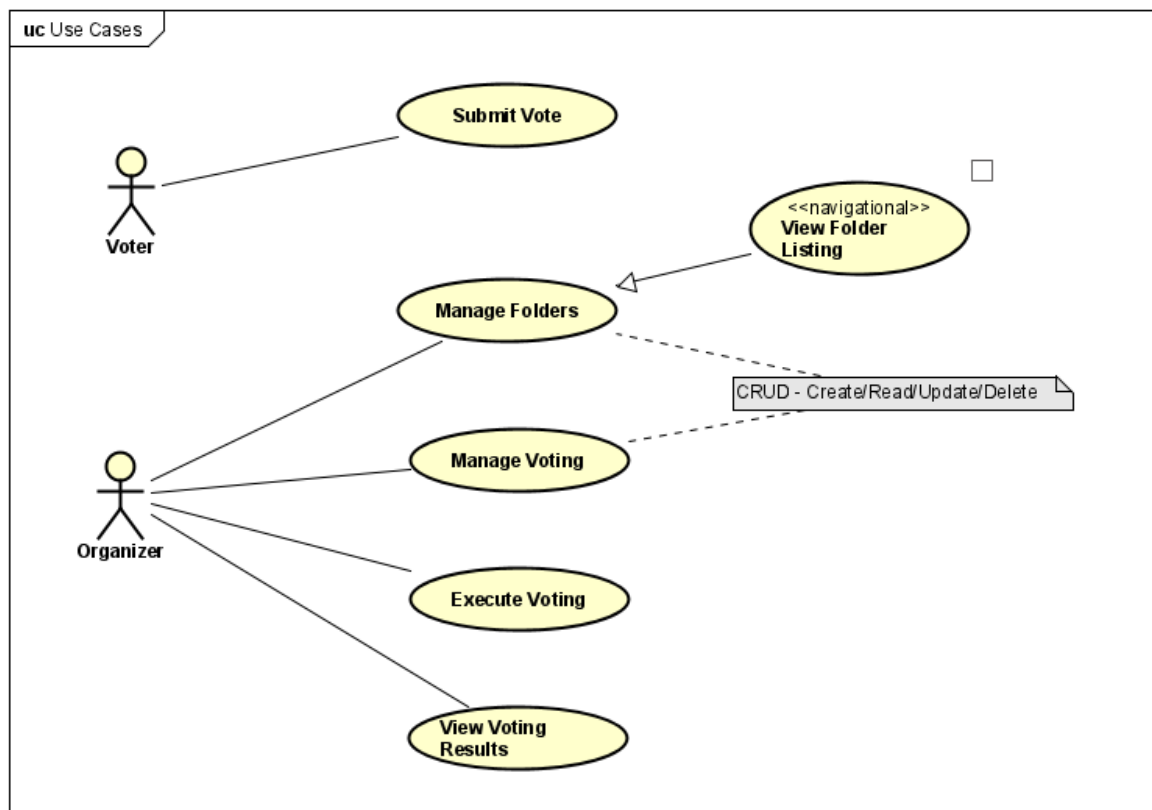 uc Use Cases
Submit Vote
Voter
<<navigational>>
View Folder
Listing
Manage Folders
CRUD - Create/Read/Update/Delete
Manage Voting
Organizer
Execute Voting
View Voting
Results